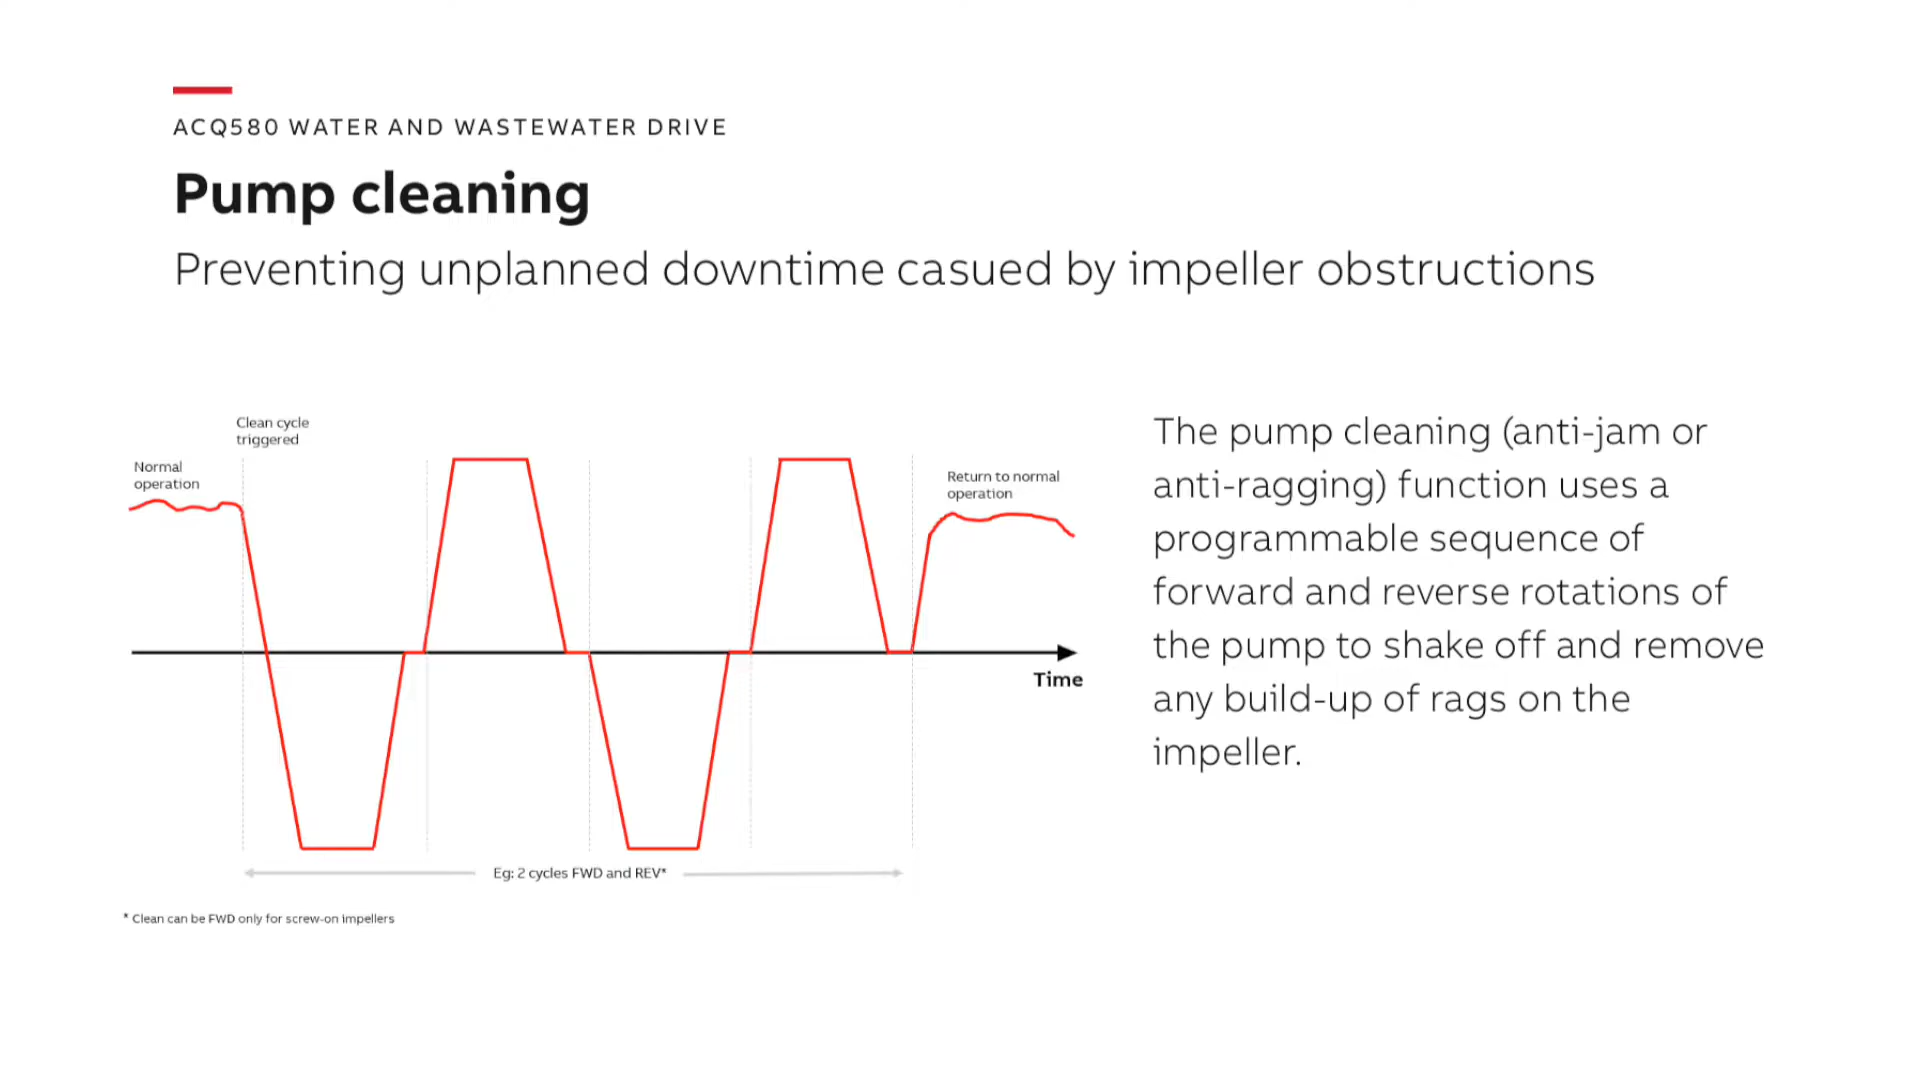 ACQ580 WATER AND WASTEWATER DRIVE
Pump cleaning
Preventing unplanned downtime casued by impeller obstructions
Clean cycle
triggered
Normal
operation
Return to normal
operation
Time
Eg: 2 cycles FWD and REV*
* Clean can be FWD only for screw-on impellers
The pump cleaning (anti-jam or
anti-ragging) function uses a
programmable sequence of
forward and reverse rotations of
the pump to shake off and remove
any build-up of rags on the
impeller.